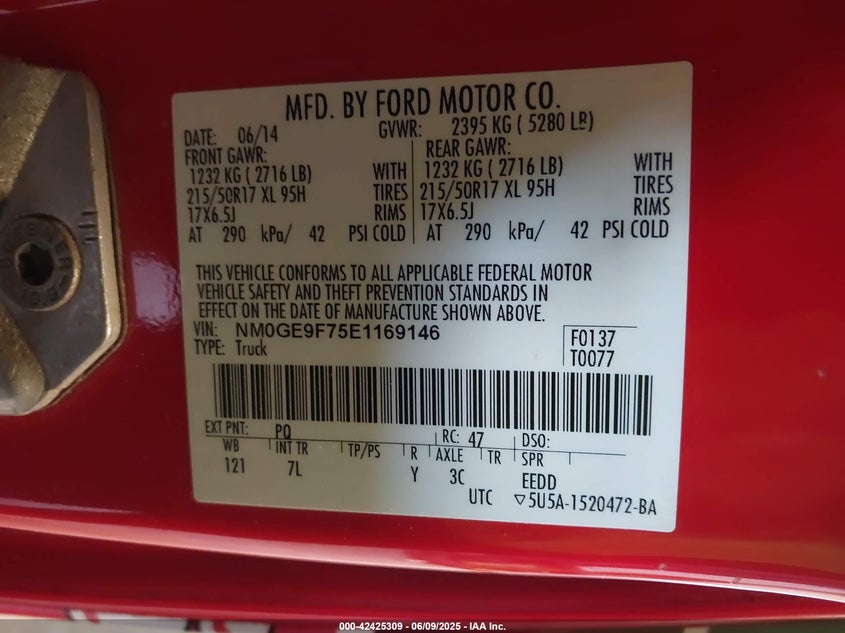 MFD. BY FORD MOTOR CO.
DATE: 06/14 GVWR: 2395 KG ( 5280 LB)
FRONT GAWR: REAR GAWR:
1232 KG ( 2716 LB) WITH 1232 KG ( 2716 LB) WITH
215/50R17 XL 95H TIRES 215/50R17 XL 95H TIRES
17X6.5J RIMS 17X6.5J RIMS
AT 290 kPa/ 42 PSI COLD AT 290 kPa/ 42 PSI COLD
THIS VEHICLE CONFORMS TO ALL APPLICABLE FEDERAL MOTOR
VEHICLE SAFETY AND THEFT PREVENTION STANDARDS IN
EFFECT ON THE DATE OF MANUFACTURE SHOWN ABOVE.
VIN: NM0GE9F75E1169146 F0137
TYPE: Truck T0077
EXT PNT: PQ RC: 47 DSO:
WB INT TR TP/PS R AXLE TR SPR
121 7L Y 3C EEDD
UTC ▽5U5A-1520472-BA
000-42425309 - 06/09/2025 - IAA Inc.